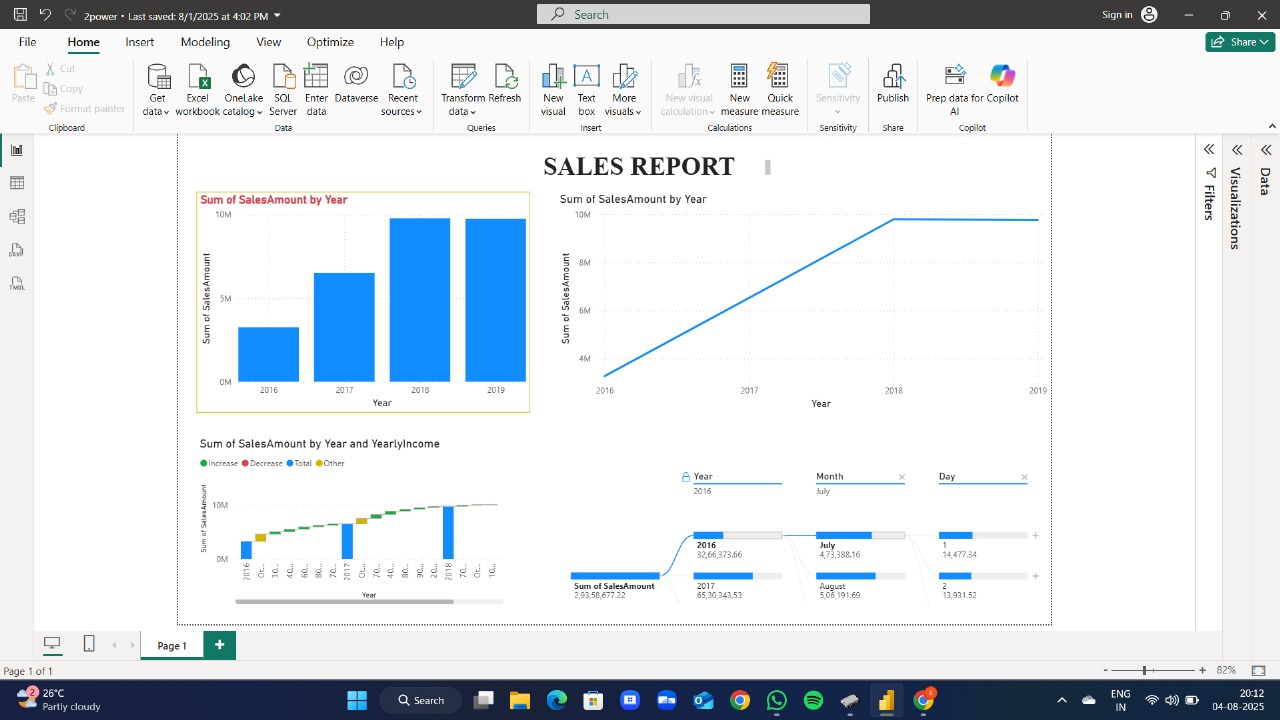 2power • Last saved: 8/1/2025 at 4:02 PM
Search
Sign in
File Home Insert Modeling View Optimize Help
Share
Paste
Cut
Copy
Format painter
Clipboard
Get data
Excel workbook
OneLake catalog
SQL Server
Enter data
Dataverse
Recent sources
Data
Transform data
Refresh
Queries
New visual
Text box
More visuals
Insert
New visual calculation
New measure
Quick measure
Calculations
Sensitivity
Sensitivity
Publish
Share
Prep data for AI
Copilot
Copilot
SALES REPORT
Sum of SalesAmount by Year
10M
5M
0M
Sum of SalesAmount
2016 2017 2018 2019
Year
Sum of SalesAmount by Year
10M
8M
6M
4M
Sum of SalesAmount
2016 2017 2018 2019
Year
Sum of SalesAmount by Year and YearlyIncome
Increase Decrease Total Other
10M
0M
Sum of SalesAmount
2016 Ot... 30... 40... 60... 80... 70... 2017 Ot... 70... 40... 80... 90... 20... 2018 70... Ot... 10...
Year
Year Month Day
2016 July
2016
32,66,373.66
July
4,73,388.16
1
14,477.34
Sum of SalesAmount
2,93,58,677.22
2017
65,30,343.53
August
5,06,191.69
2
13,931.52
Filters
Visualizations
Data
Page 1
Page 1 of 1
82%
2
26°C
Partly cloudy
Search
ENG
IN
20:12
04-08-2025